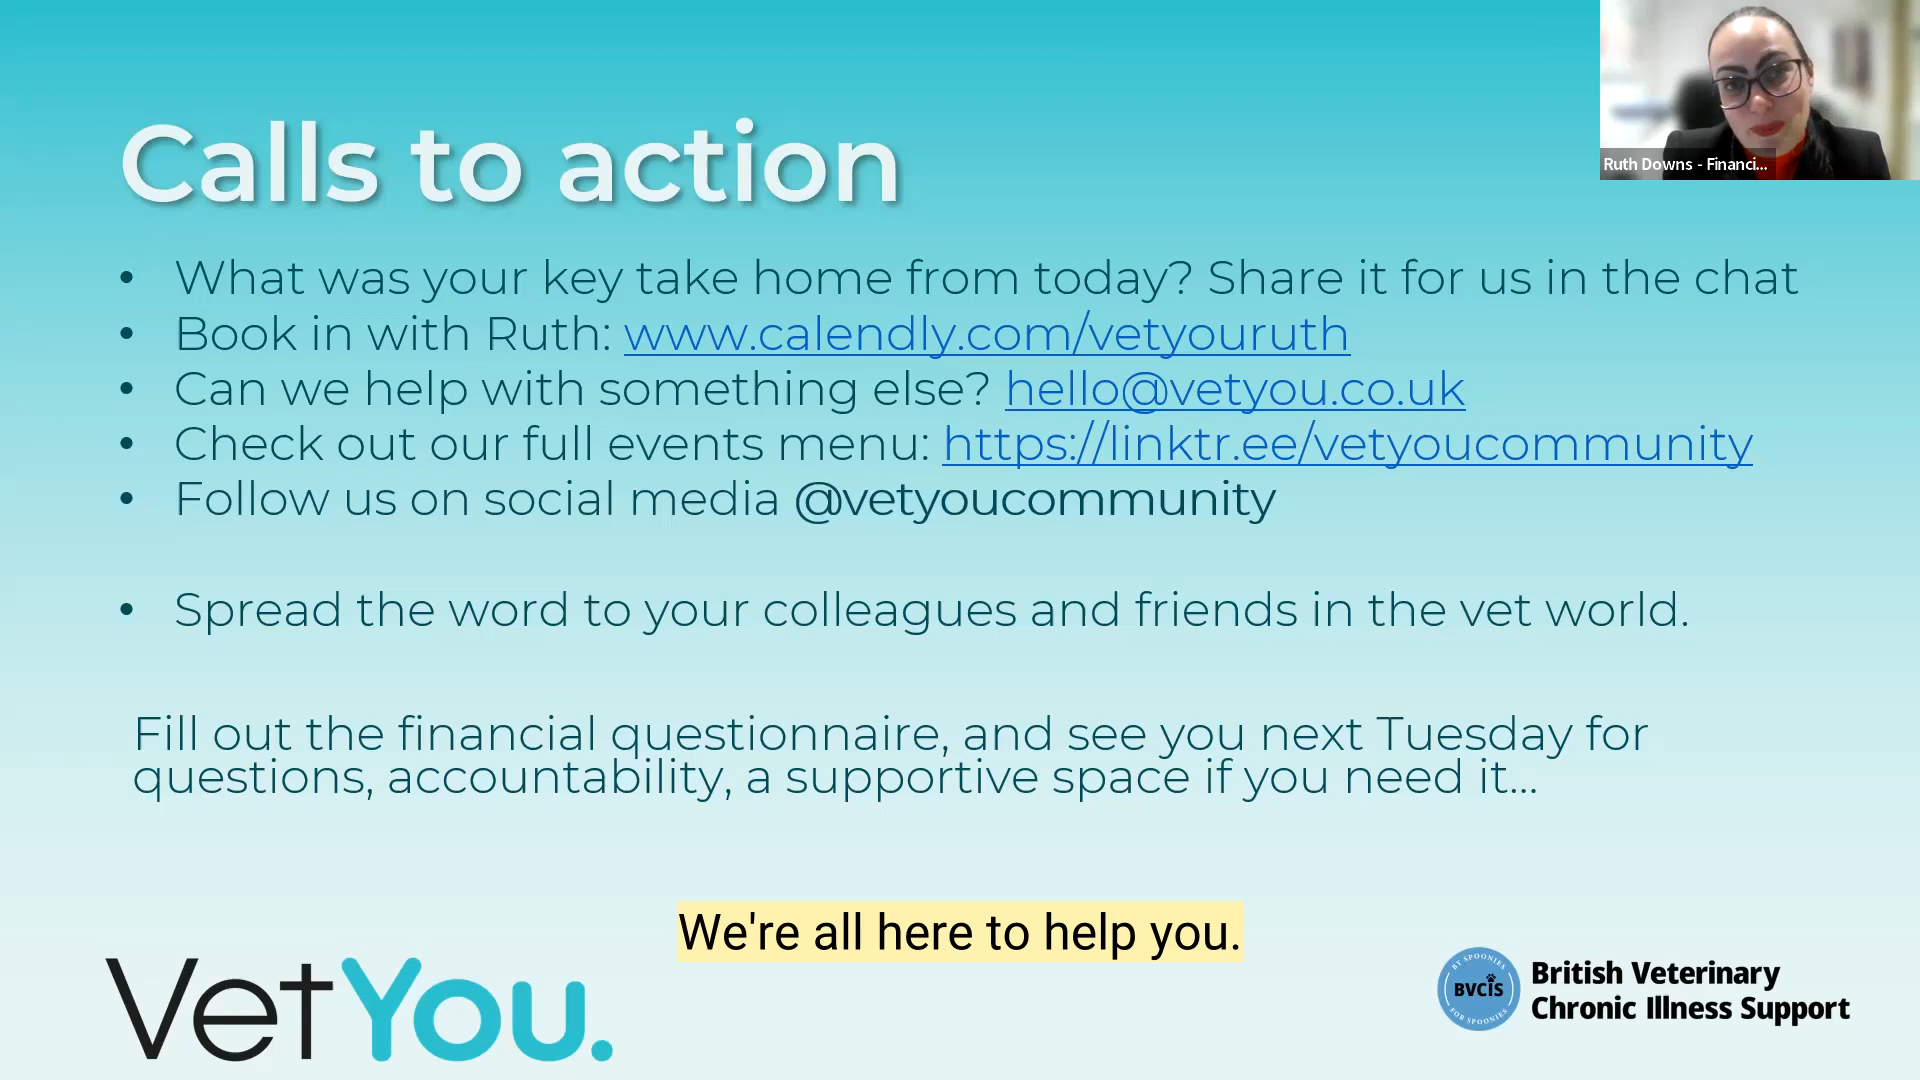 Ruth Downs - Financi...
Calls to action
• What was your key take home from today? Share it for us in the chat
• Book in with Ruth: www.calendly.com/vetyouruth
• Can we help with something else? hello@vetyou.co.uk
• Check out our full events menu: https://linktr.ee/vetyoucommunity
• Follow us on social media @vetyoucommunity
• Spread the word to your colleagues and friends in the vet world.
Fill out the financial questionnaire, and see you next Tuesday for
questions, accountability, a supportive space if you need it...
We're all here to help you.
VetYou.
BY SPOONIES
BVCIS
FOR SPOONIES
British Veterinary
Chronic Illness Support